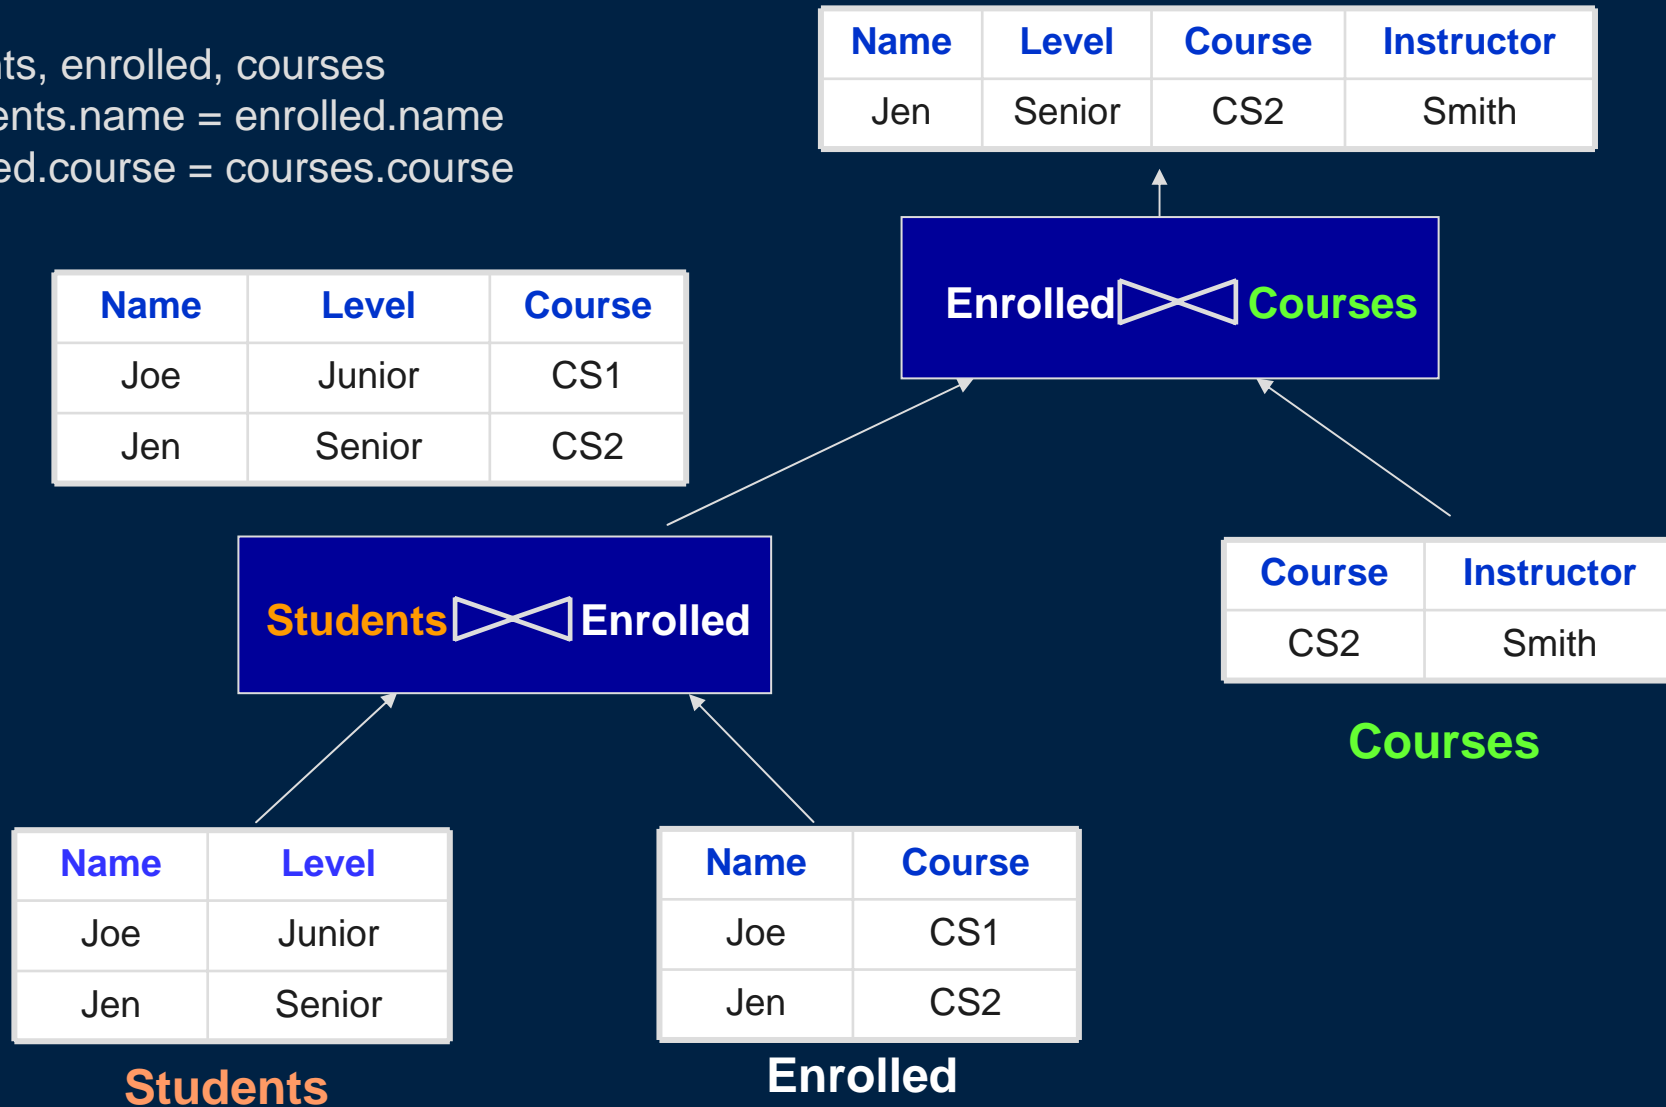 nts, enrolled, courses
ents.name = enrolled.name
ed.course = courses.course
Name Level Course Instructor
Jen Senior CS2 Smith
Enrolled Courses
Name Level Course
Joe Junior CS1
Jen Senior CS2
Students Enrolled
Course Instructor
CS2 Smith
Courses
Name Level
Joe Junior
Jen Senior
Students
Name Course
Joe CS1
Jen CS2
Enrolled